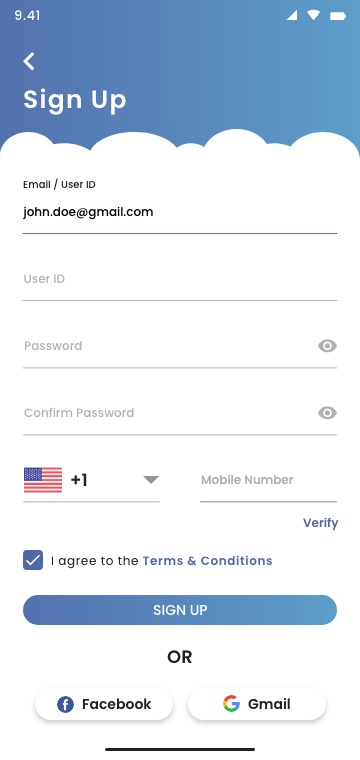 9.41
Sign Up
Email / User ID
john.doe@gmail.com
User ID
Password
Confirm Password
+1
Mobile Number
Verify
I agree to the Terms & Conditions
SIGN UP
OR
Facebook
Gmail